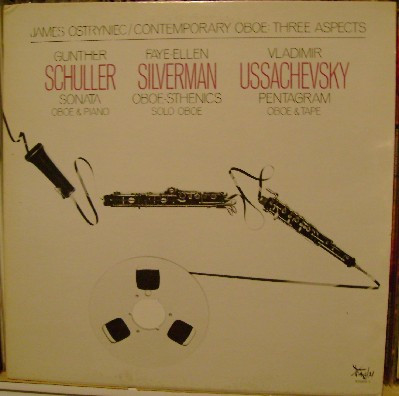 JAMES OSTRYNIEC/CONTEMPORARY OBOE: THREE ASPECTS
GUNTHER FAYE-ELLEN VLADIMIR
SCHULLER SILVERMAN USSACHEVSKY
SONATA OBOE-STHENICS PENTAGRAM
OBOE & PIANO SOLO OBOE OBOE & TAPE